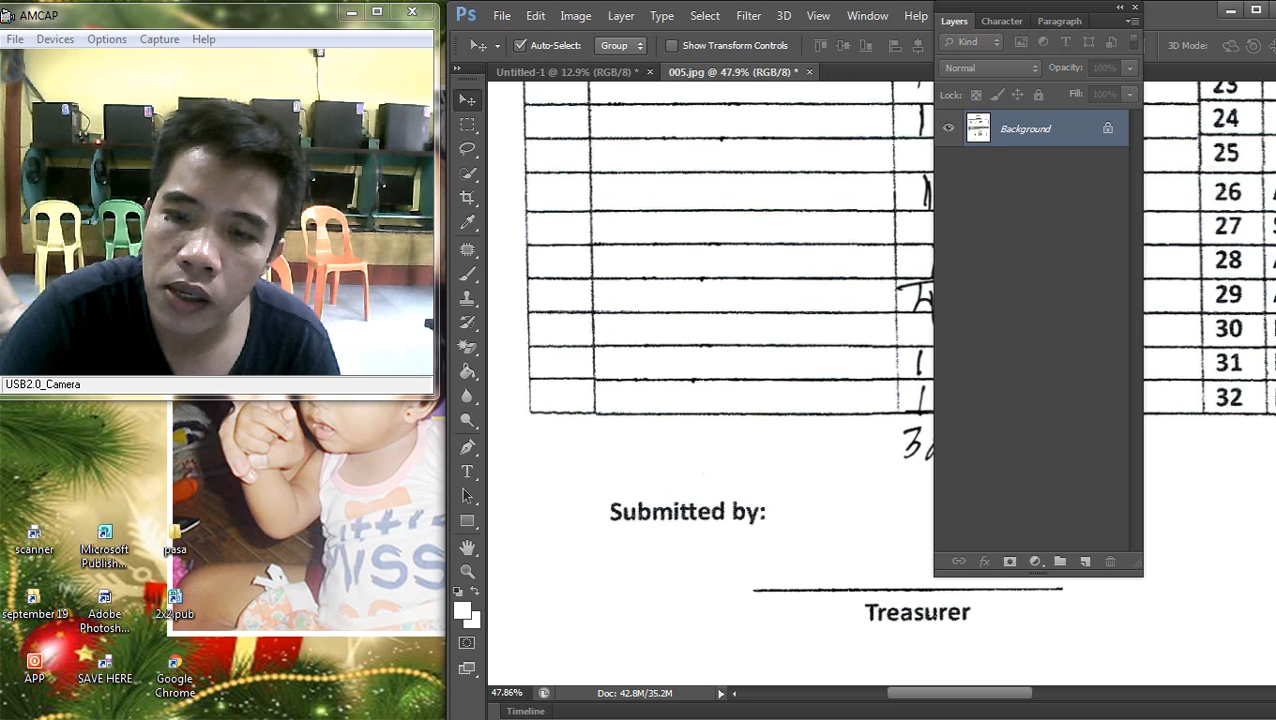 AMCAP
File Devices Options Capture Help
USB2.0_Camera
scanner
Microsoft Publish...
pasa
september 19
Adobe Photosh...
2x2.pub
APP
SAVE HERE
Google Chrome
MISS
Ps File Edit Image Layer Type Select Filter 3D View Window Help
Auto-Select: Group Show Transform Controls 3D Mode:
Untitled-1 @ 12.9% (RGB/8) * × 005.jpg @ 47.9% (RGB/8) * ×
23
24
25
26
27
28
29
30
31
32
Submitted by:
Treasurer
Layers Character Paragraph
Kind
Normal Opacity: 100%
Lock: Fill: 100%
Background
fx
47.86% Doc: 42.8M/35.2M
Timeline